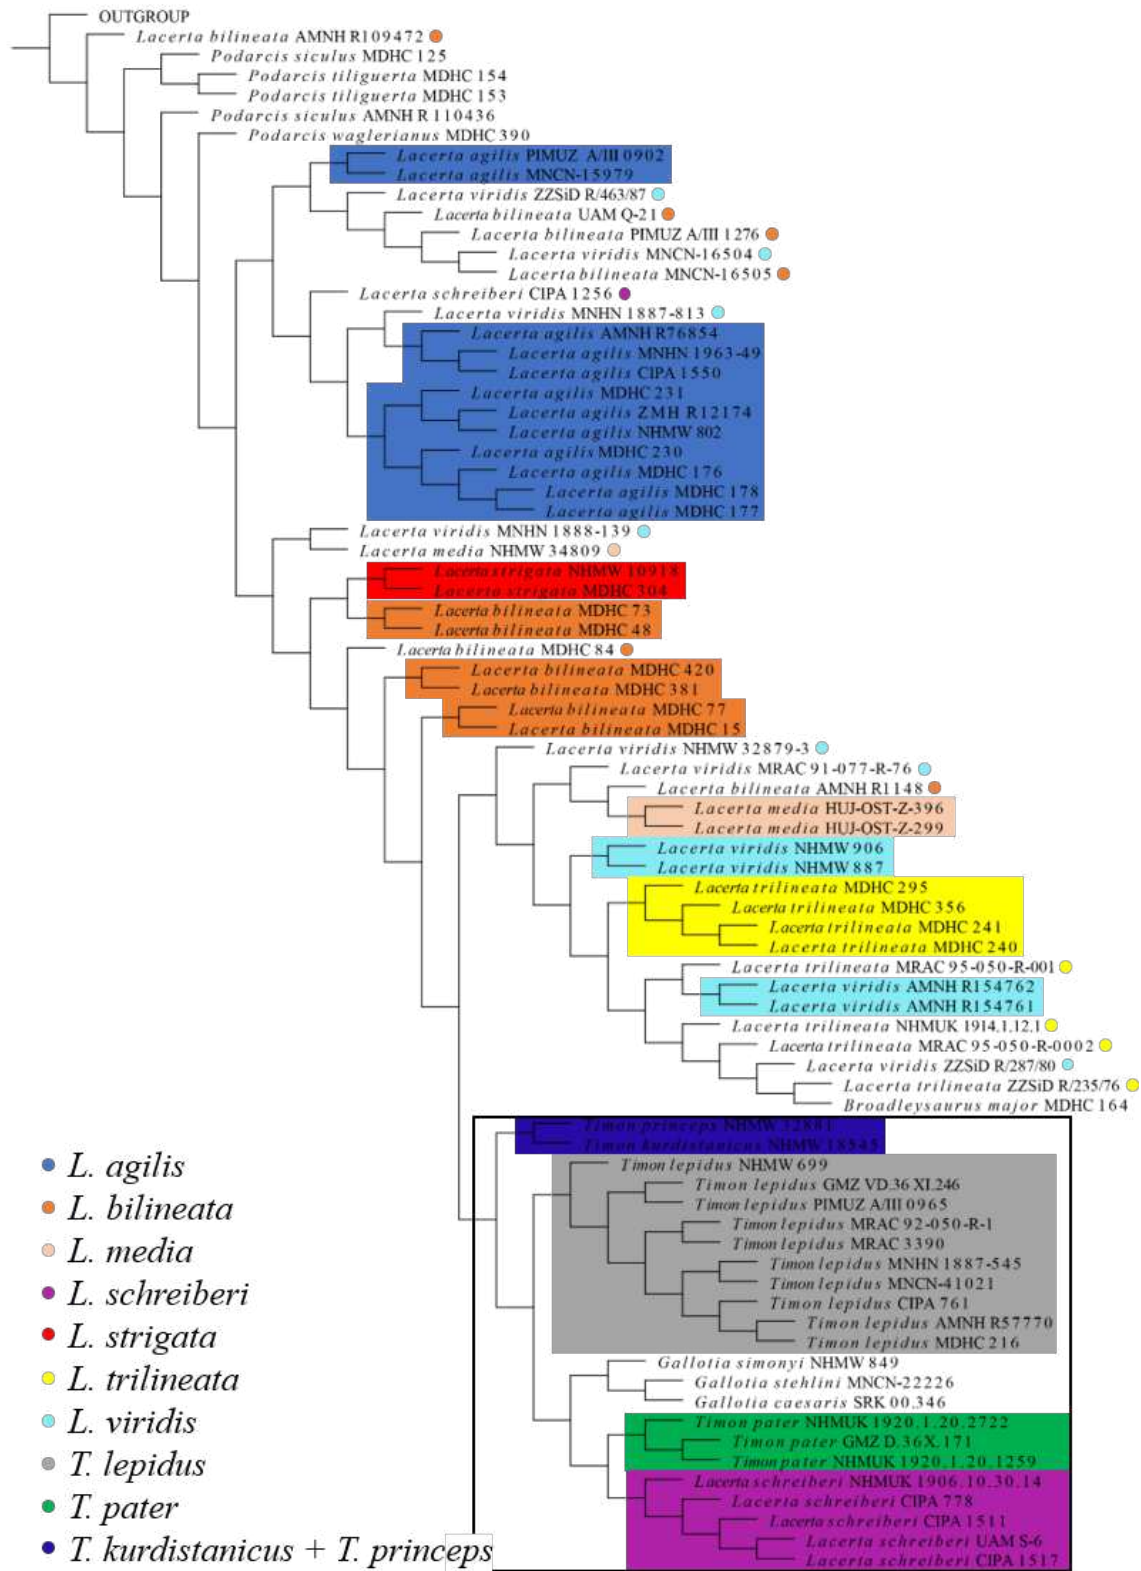 OUTGROUP
Lacerta bilineata AMNH R109472
Podarcis siculus MDHC 125
Podarcis tiliguerta MDHC 154
Podarcis tiliguerta MDHC 153
Podarcis siculus AMNH R 110436
Podarcis waglerianus MDHC 390
Lacerta agilis PIMUZ A/III 0902
Lacerta agilis MNCN-15979
Lacerta viridis ZZSiD R/463/87
Lacerta bilineata UAM Q-21
Lacerta bilineata PIMUZ A/III 1276
Lacerta viridis MNCN-16504
Lacerta bilineata MNCN-16505
Lacerta schreiberi CIPA 1256
Lacerta viridis MNHN 1887-813
Lacerta agilis AMNH R76854
Lacerta agilis MNHN 1963-49
Lacerta agilis CIPA 1550
Lacerta agilis MDHC 231
Lacerta agilis ZMH R12174
Lacerta agilis NHMW 802
Lacerta agilis MDHC 230
Lacerta agilis MDHC 176
Lacerta agilis MDHC 178
Lacerta agilis MDHC 177
Lacerta viridis MNHN 1888-139
Lacerta media NHMW 34809
Lacerta strigata NHMW 10918
Lacerta strigata MDHC 304
Lacerta bilineata MDHC 73
Lacerta bilineata MDHC 48
Lacerta bilineata MDHC 84
Lacerta bilineata MDHC 420
Lacerta bilineata MDHC 381
Lacerta bilineata MDHC 77
Lacerta bilineata MDHC 15
Lacerta viridis NHMW 32879-3
Lacerta viridis MRAC 91-077-R-76
Lacerta bilineata AMNH R1148
Lacerta media HUJ-OST-Z-396
Lacerta media HUJ-OST-Z-299
Lacerta viridis NHMW 906
Lacerta viridis NHMW 887
Lacerta trilineata MDHC 295
Lacerta trilineata MDHC 356
Lacerta trilineata MDHC 241
Lacerta trilineata MDHC 240
Lacerta trilineata MRAC 95-050-R-001
Lacerta viridis AMNH R154762
Lacerta viridis AMNH R154761
Lacerta trilineata NHMUK 1914.1.12.1
Lacerta trilineata MRAC 95-050-R-0002
Lacerta viridis ZZSiD R/287/80
Lacerta trilineata ZZSiD R/235/76
Broadleysaurus major MDHC 164
Timon princeps NHMW 32881
Timon kurdistanicus NHMW 18545
Timon lepidus NHMW 699
Timon lepidus GMZ VD.36 XI.246
Timon lepidus PIMUZ A/III 0965
Timon lepidus MRAC 92-050-R-1
Timon lepidus MRAC 3390
Timon lepidus MNHN 1887-545
Timon lepidus MNCN-41021
Timon lepidus CIPA 761
Timon lepidus AMNH R57770
Timon lepidus MDHC 216
Gallotia simonyi NHMW 849
Gallotia stehlini MNCN-22226
Gallotia caesaris SRK 00.346
Timon pater NHMUK 1920.1.20.2722
Timon pater GMZ D.36X.171
Timon pater NHMUK 1920.1.20.1259
Lacerta schreiberi NHMUK 1906.10.30.14
Lacerta schreiberi CIPA 778
Lacerta schreiberi CIPA 1511
Lacerta schreiberi UAM S-6
Lacerta schreiberi CIPA 1517
L. agilis
L. bilineata
L. media
L. schreiberi
L. strigata
L. trilineata
L. viridis
T. lepidus
T. pater
T. kurdistanicus + T. princeps